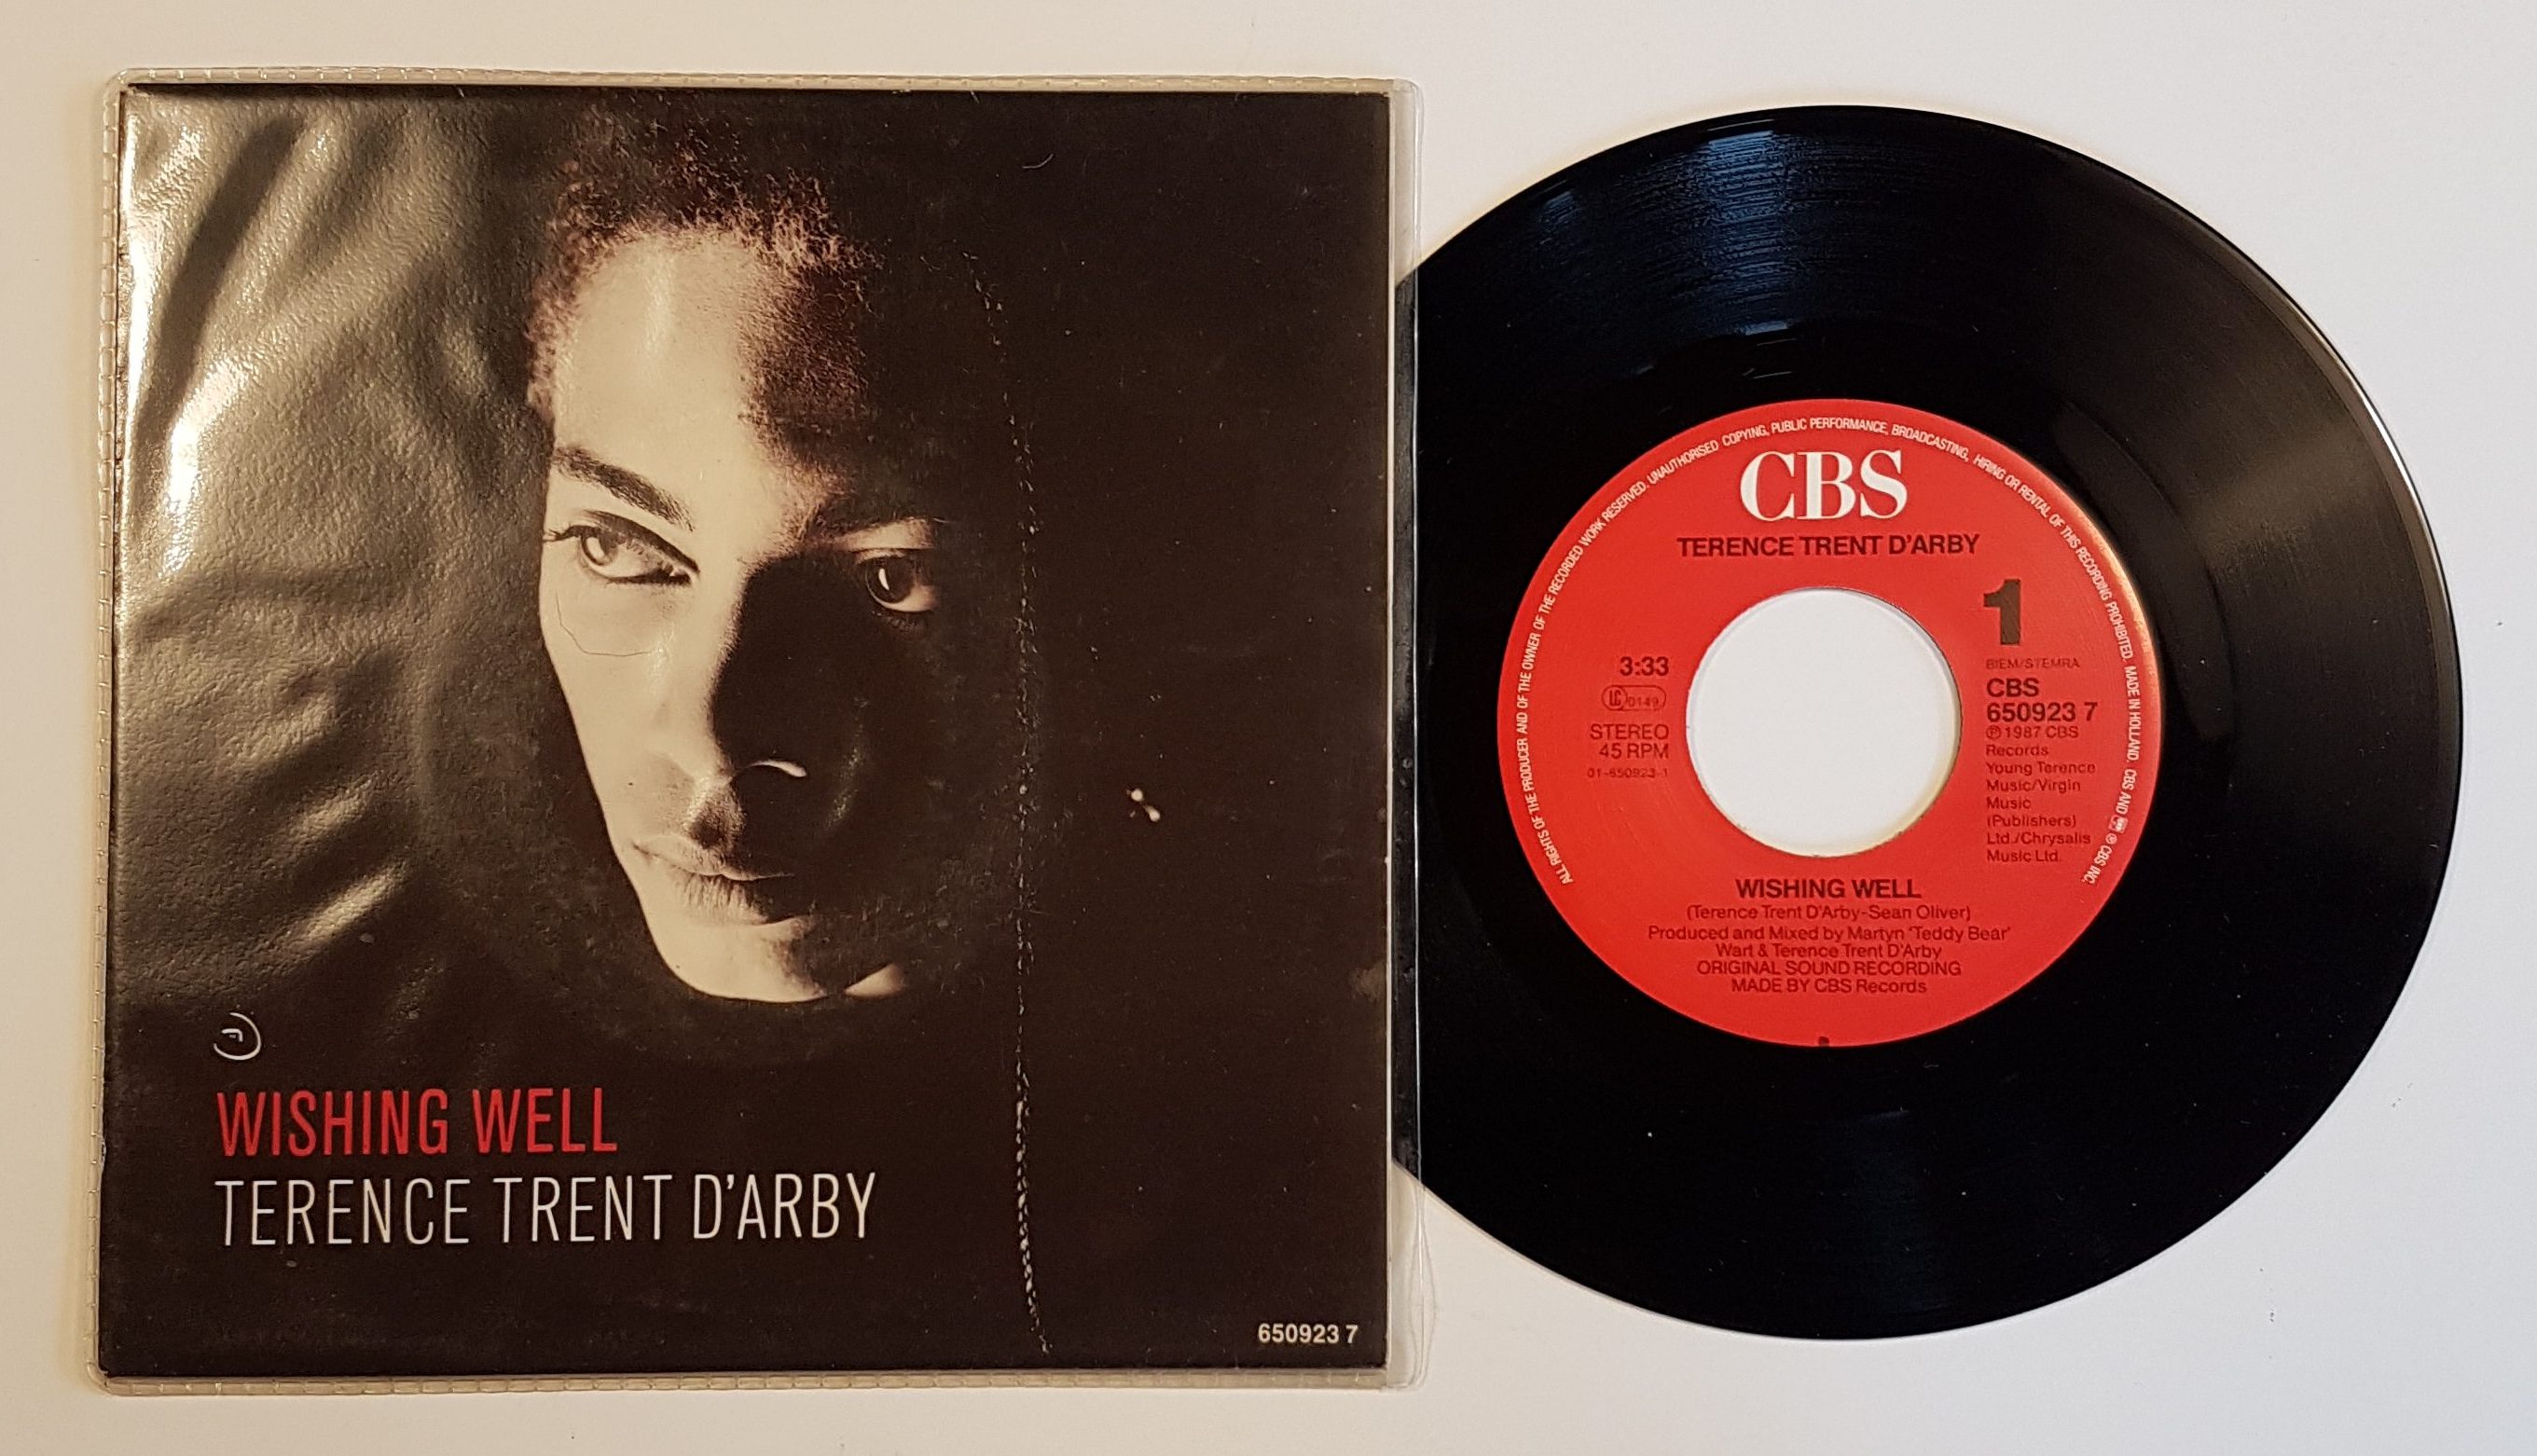 WISHING WELL
TERENCE TRENT D'ARBY
650923 7
ALL RIGHTS OF THE PRODUCER AND OF THE OWNER OF THE RECORDED WORK RESERVED. UNAUTHORISED COPYING, PUBLIC PERFORMANCE, BROADCASTING, HIRING OR RENTAL OF THIS RECORDING PROHIBITED. MADE IN HOLLAND. CBS AND ℗ CBS INC.
CBS
TERENCE TRENT D'ARBY
1
3:33
LC 0149
STEREO
45 RPM
01-650923-1
BIEM/STEMRA
CBS
650923 7
℗ 1987 CBS
Records
Young Terence
Music/Virgin
Music
(Publishers)
Ltd./Chrysalis
Music Ltd.
WISHING WELL
(Terence Trent D'Arby-Sean Oliver)
Produced and Mixed by Martyn 'Teddy Bear'
Wart & Terence Trent D'Arby
ORIGINAL SOUND RECORDING
MADE BY CBS Records